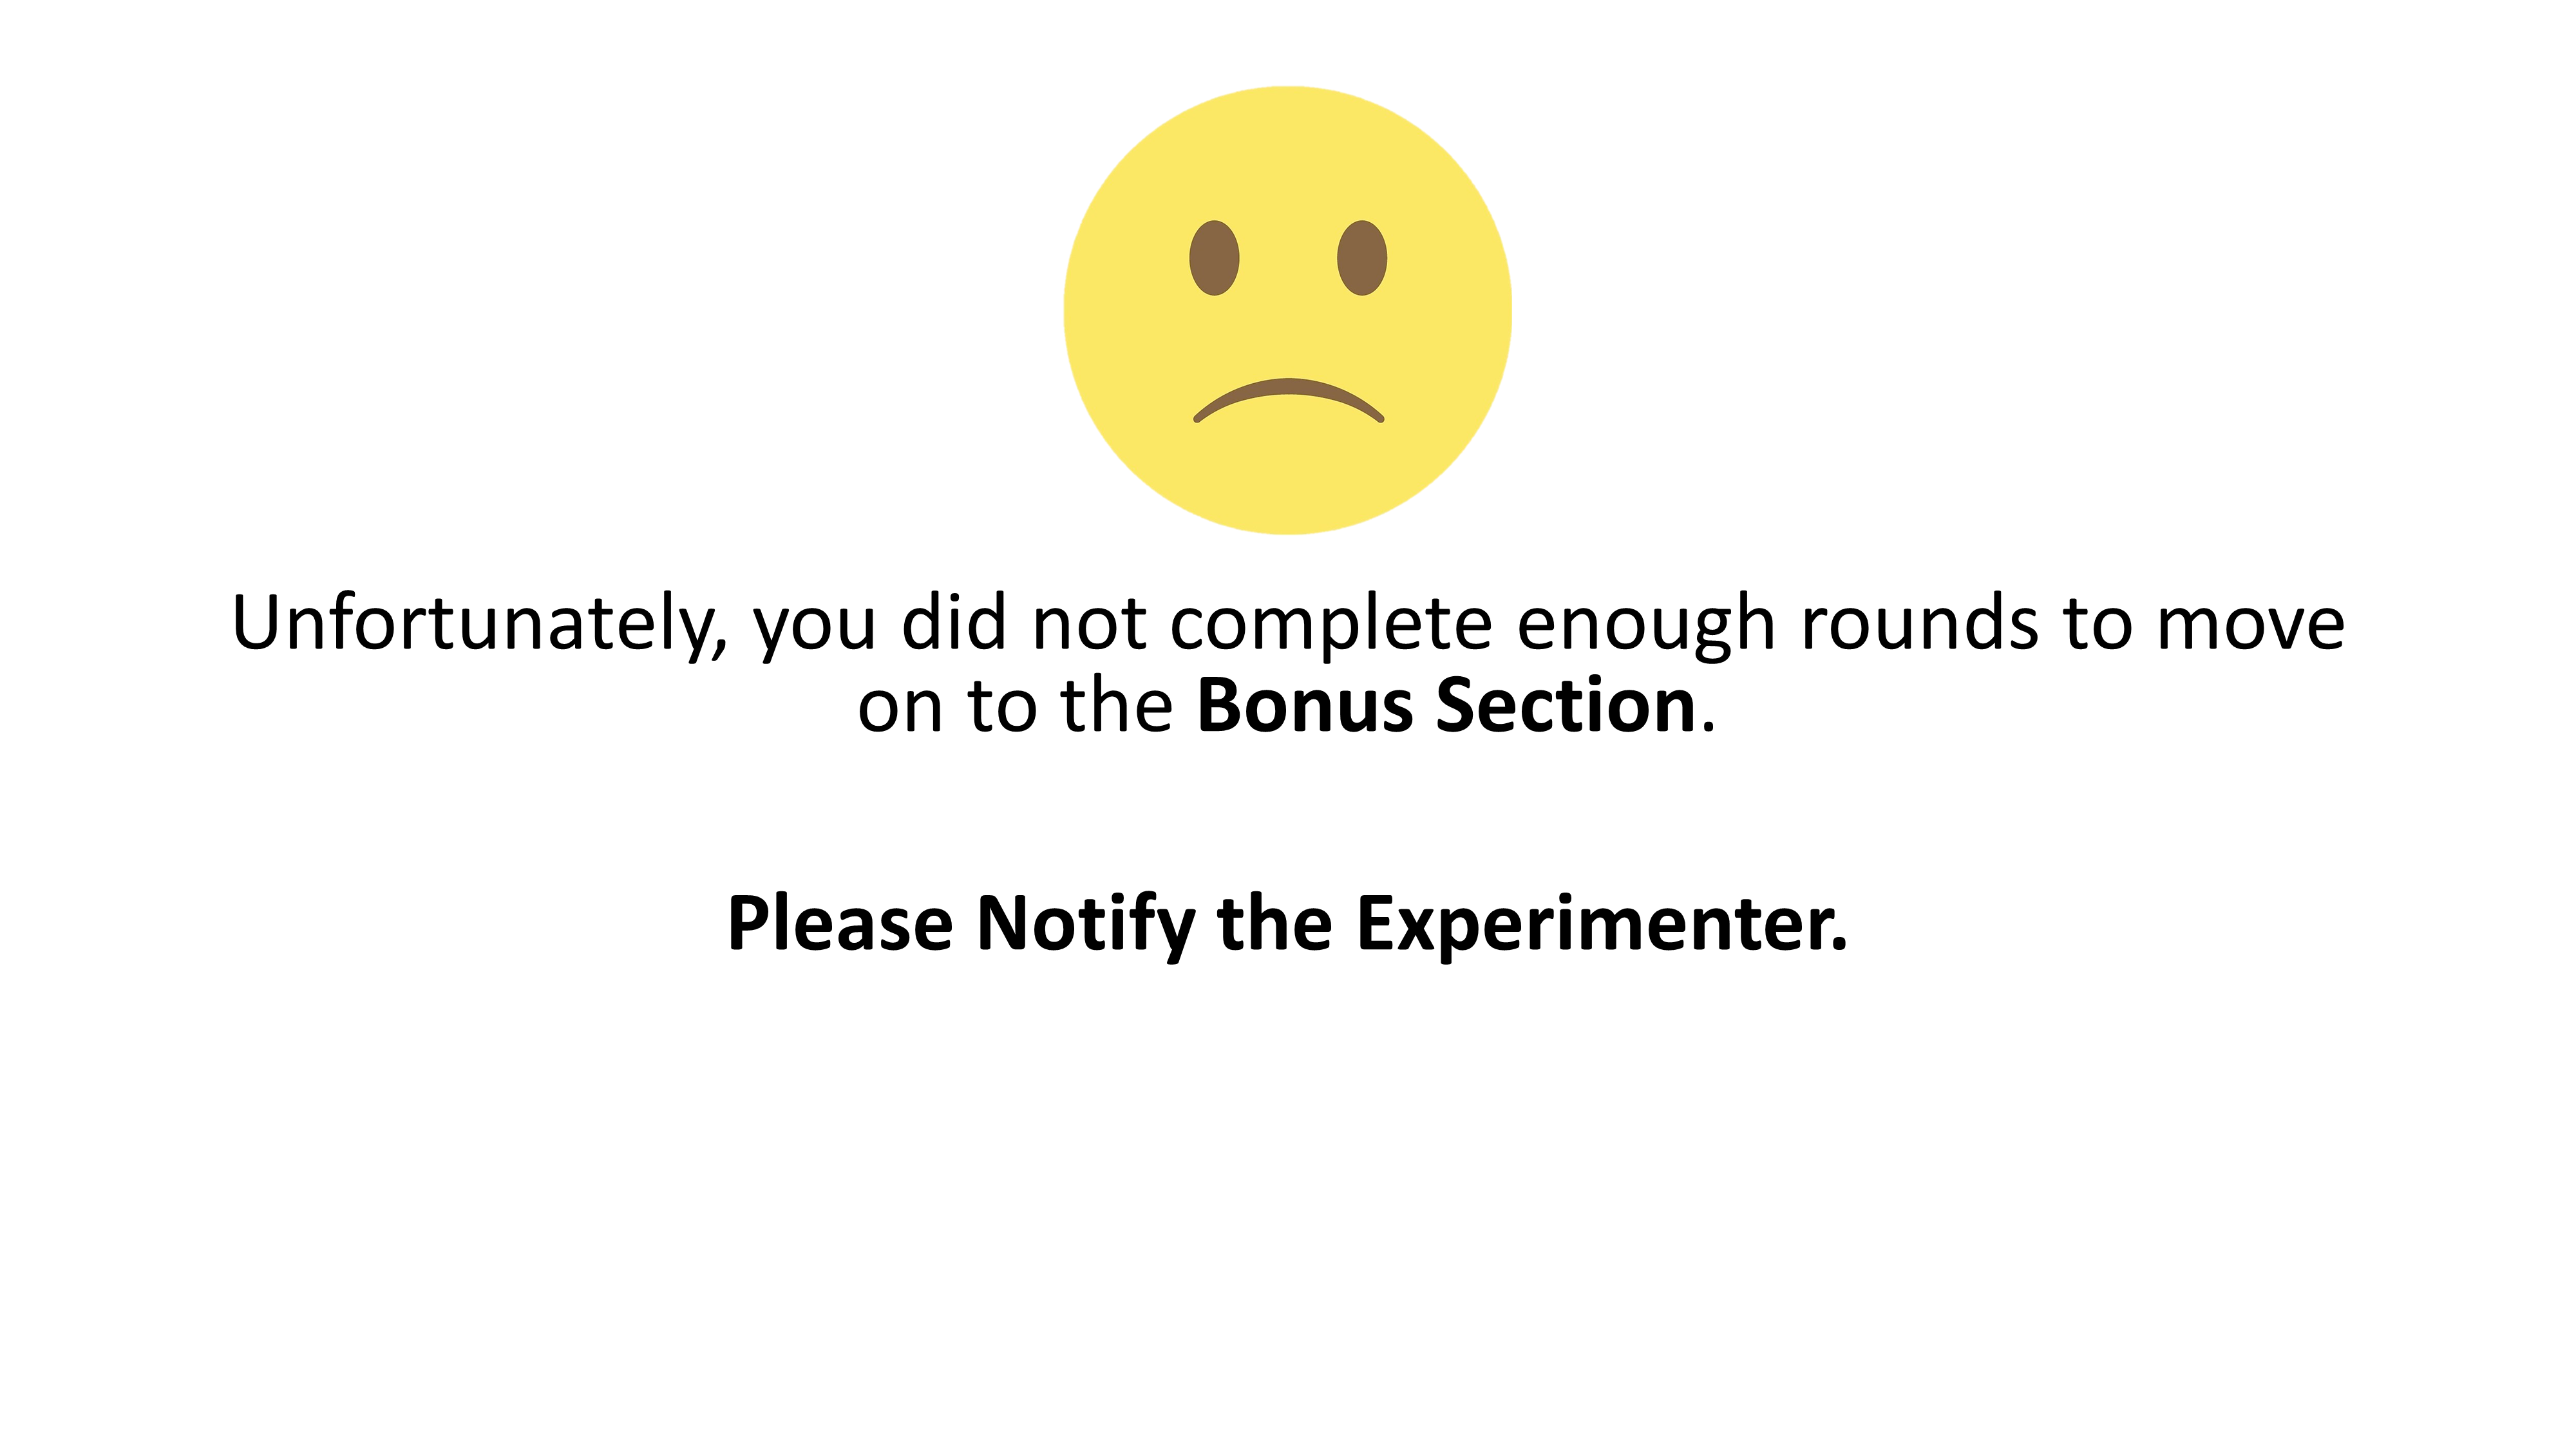 Unfortunately, you did not complete enough rounds to move
on to the Bonus Section.
Please Notify the Experimenter.